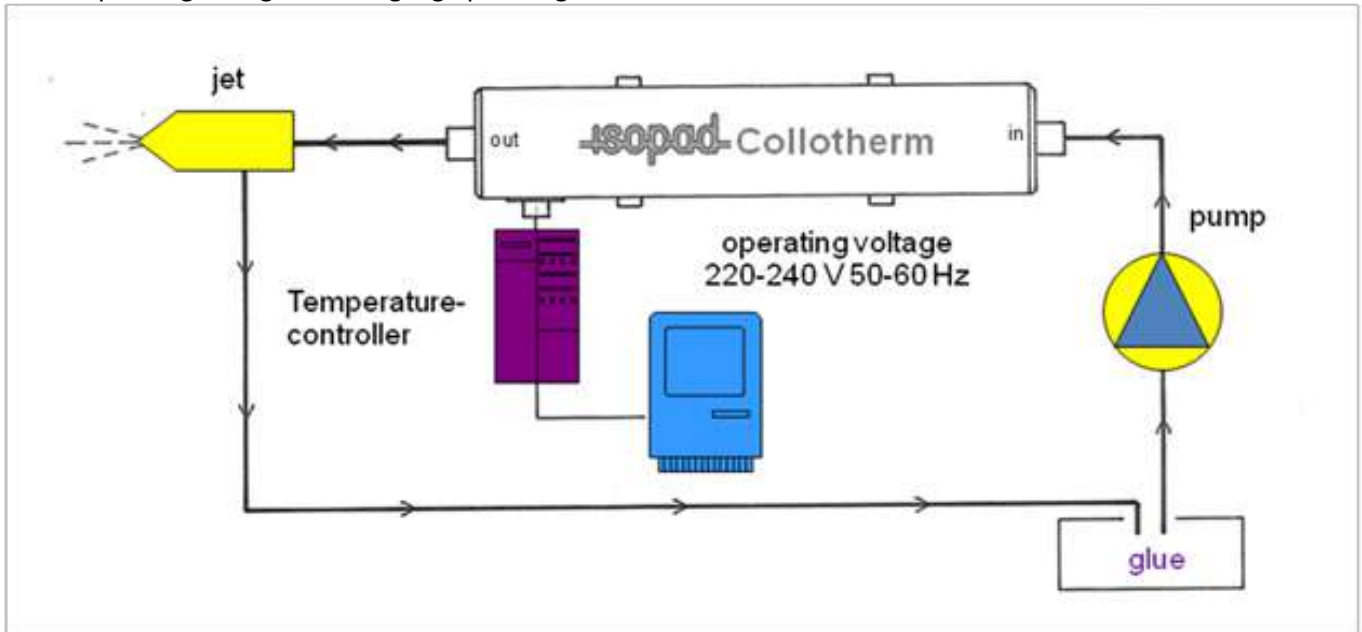 jet
out
isopad Collotherm
in
pump
operating voltage
220-240 V 50-60 Hz
Temperature-
controller
glue